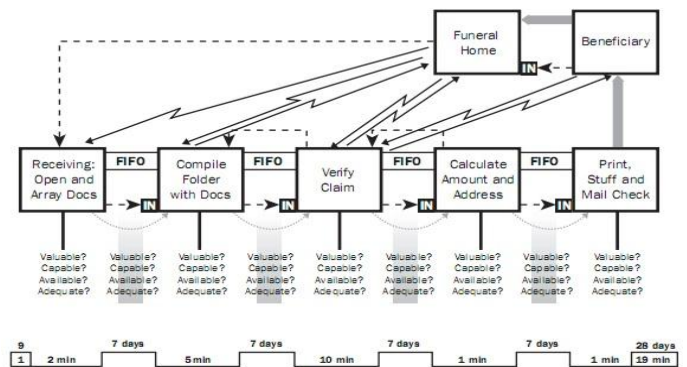 Funeral
Home
Beneficiary
IN
Receiving:
Open and
Array Docs
FIFO
Compile
Folder
with Docs
FIFO
Verify
Claim
FIFO
Calculate
Amount and
Address
FIFO
Print,
Stuff and
Mail Check
IN
IN
IN
IN
Valuable?
Capable?
Available?
Adequate?
Valuable?
Capable?
Available?
Adequate?
Valuable?
Capable?
Available?
Adequate?
Valuable?
Capable?
Available?
Adequate?
Valuable?
Capable?
Available?
Adequate?
Valuable?
Capable?
Available?
Adequate?
Valuable?
Capable?
Available?
Adequate?
Valuable?
Capable?
Available?
Adequate?
Valuable?
Capable?
Available?
Adequate?
9
7 days
7 days
7 days
7 days
28 days
1
2 min
5 min
10 min
1 min
1 min
19 min